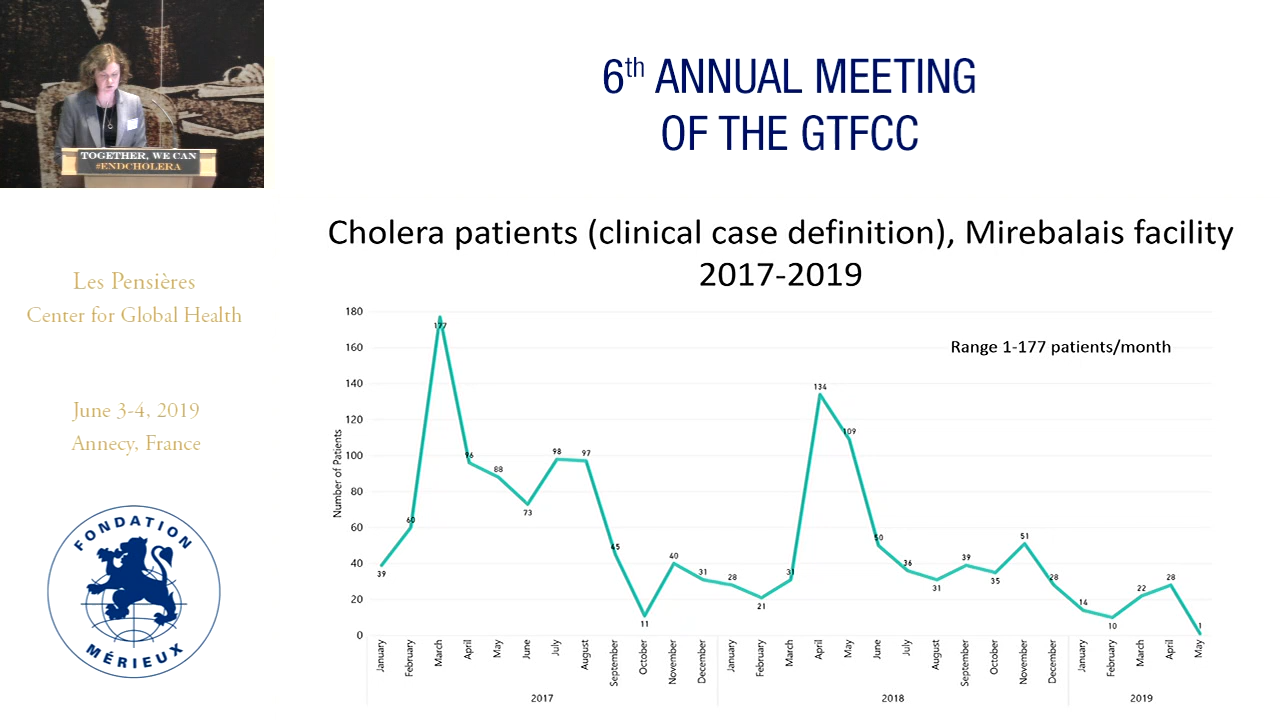 TOGETHER, WE CAN
#ENDCHOLERA
6th ANNUAL MEETING
OF THE GTFCC
Les Pensières
Center for Global Health
June 3-4, 2019
Annecy, France
FONDATION
MÉRIEUX
Cholera patients (clinical case definition), Mirebalais facility
2017-2019
Range 1-177 patients/month
Number of Patients
180
160
140
120
100
80
60
40
20
0
39
60
177
96
88
73
98
97
45
11
40
31
28
21
31
134
109
50
36
31
39
35
51
28
14
10
22
28
1
January
February
March
April
May
June
July
August
September
October
November
December
January
February
March
April
May
June
July
August
September
October
November
December
January
February
March
April
May
2017
2018
2019